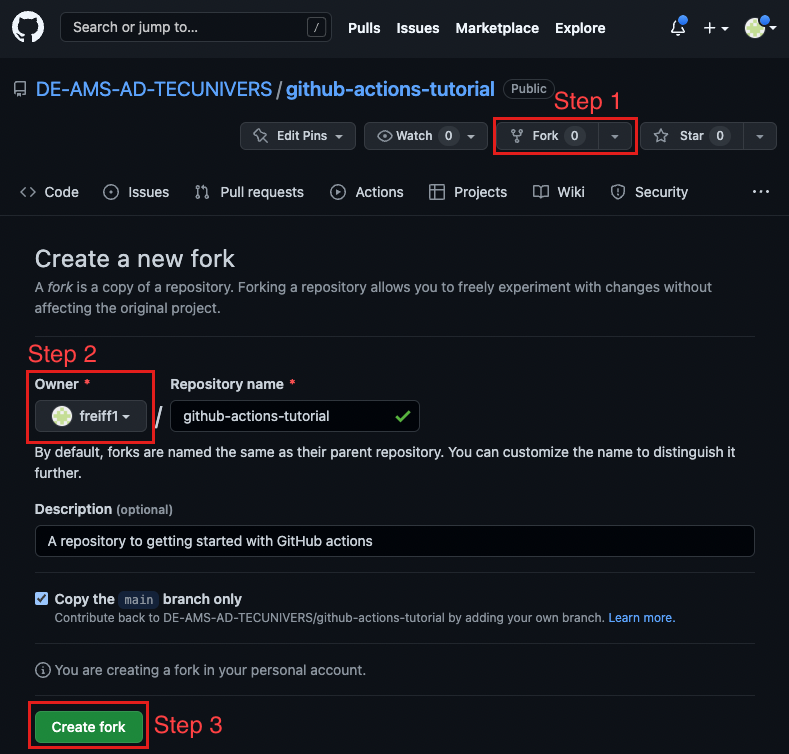 Search or jump to... /
Pulls Issues Marketplace Explore
DE-AMS-AD-TECUNIVERS / github-actions-tutorial Public
Step 1
Edit Pins Watch 0 Fork 0 Star 0
Code Issues Pull requests Actions Projects Wiki Security ...
Create a new fork
A fork is a copy of a repository. Forking a repository allows you to freely experiment with changes without
affecting the original project.
Step 2
Owner * Repository name *
freiff1 / github-actions-tutorial
By default, forks are named the same as their parent repository. You can customize the name to distinguish it
further.
Description (optional)
A repository to getting started with GitHub actions
Copy the main branch only
Contribute back to DE-AMS-AD-TECUNIVERS/github-actions-tutorial by adding your own branch. Learn more.
You are creating a fork in your personal account.
Create fork Step 3